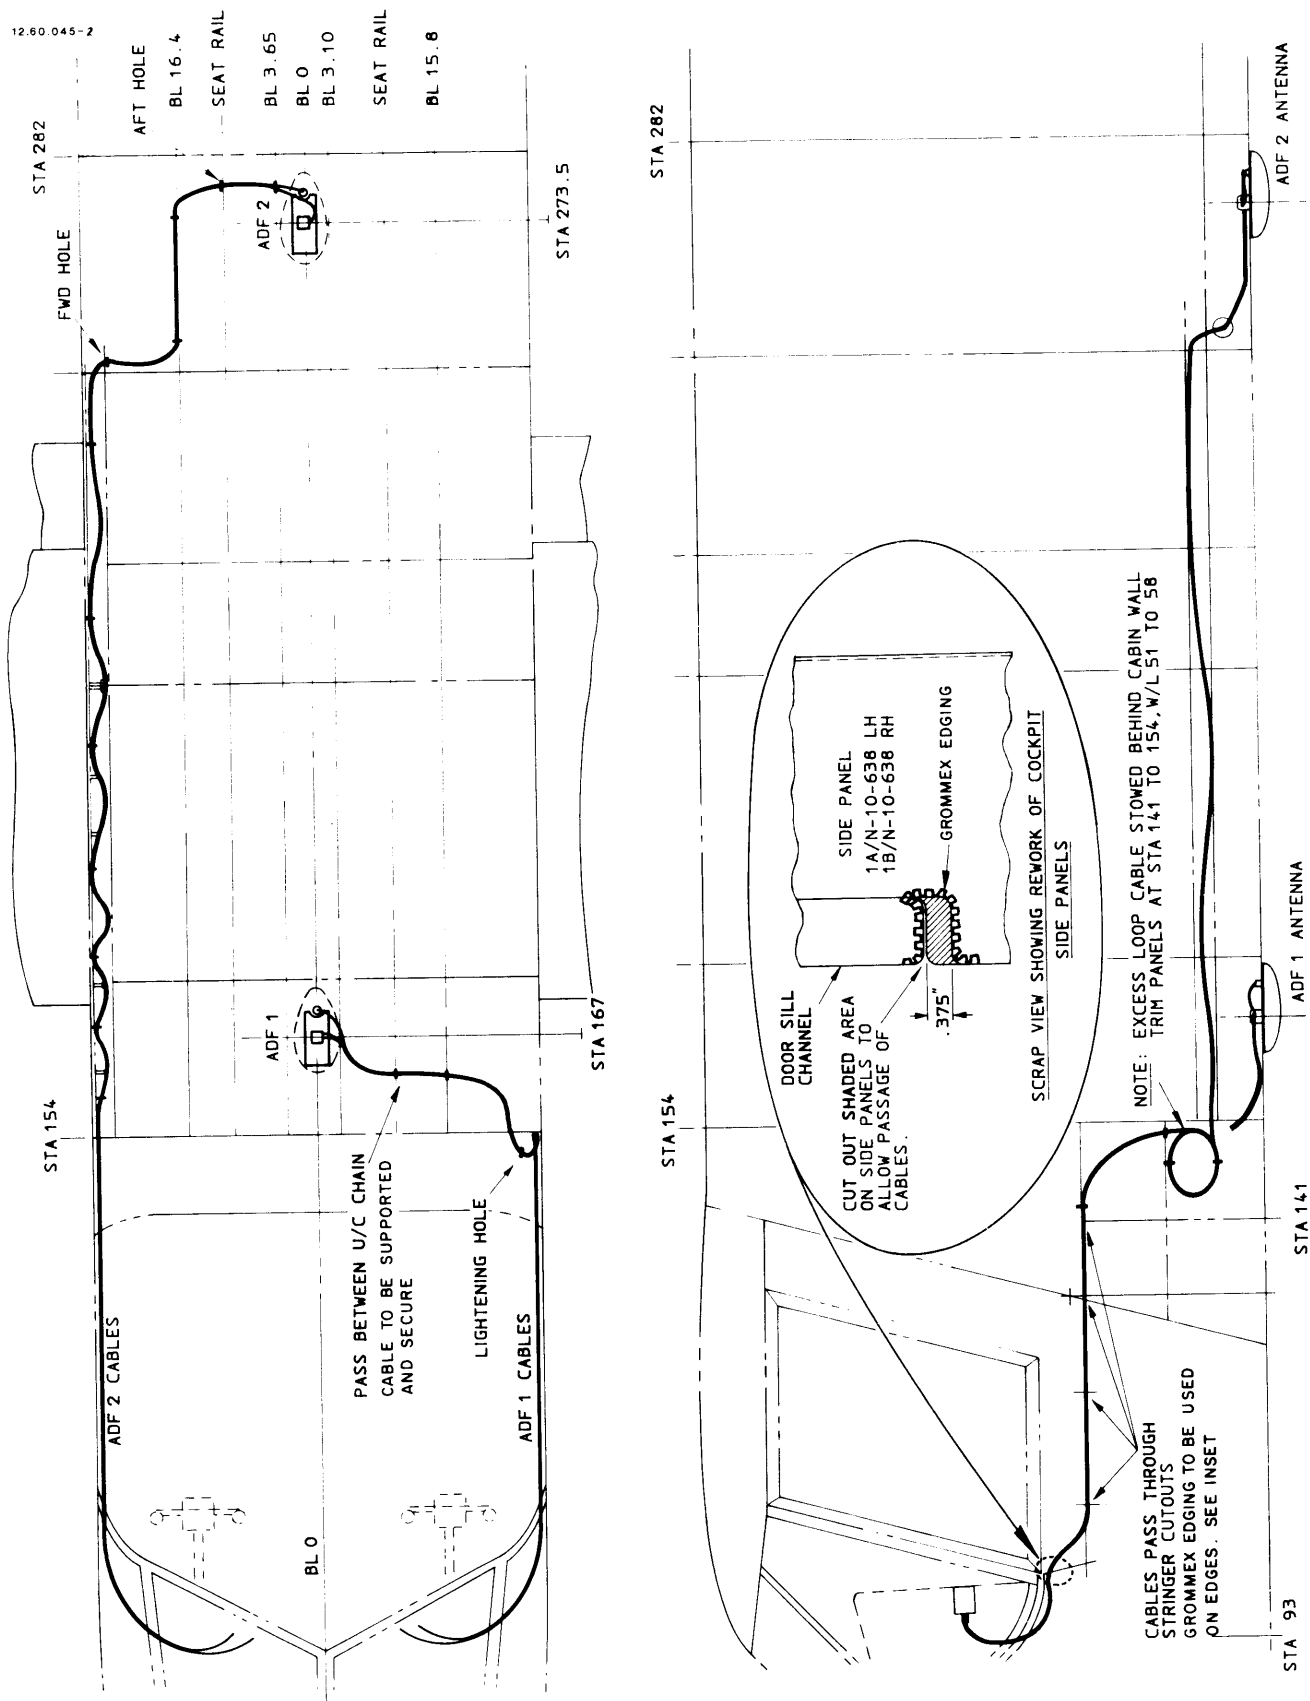 12.60.045-2
STA 282
AFT HOLE
BL 16.4
SEAT RAIL
BL 3.65
BL 0
BL 3.10
SEAT RAIL
BL 15.8
FWD HOLE
ADF 2
STA 273.5
ADF 1
STA 167
STA 154
PASS BETWEEN U/C CHAIN
CABLE TO BE SUPPORTED
AND SECURE
LIGHTENING HOLE
ADF 2 CABLES
ADF 1 CABLES
BL 0
STA 282
ADF 2 ANTENNA
SIDE PANEL
1A/N-10-638 LH
1B/N-10-638 RH
GROMMEX EDGING
DOOR SILL
CHANNEL
CUT OUT SHADED AREA
ON SIDE PANELS TO
ALLOW PASSAGE OF
CABLES.
.375"
SCRAP VIEW SHOWING REWORK OF COCKPIT
SIDE PANELS
NOTE: EXCESS LOOP CABLE STOWED BEHIND CABIN WALL
TRIM PANELS AT STA 141 TO 154, W/L 51 TO 58
ADF 1 ANTENNA
STA 154
STA 141
CABLES PASS THROUGH
STRINGER CUTOUTS
GROMMEX EDGING TO BE USED
ON EDGES. SEE INSET
STA 93